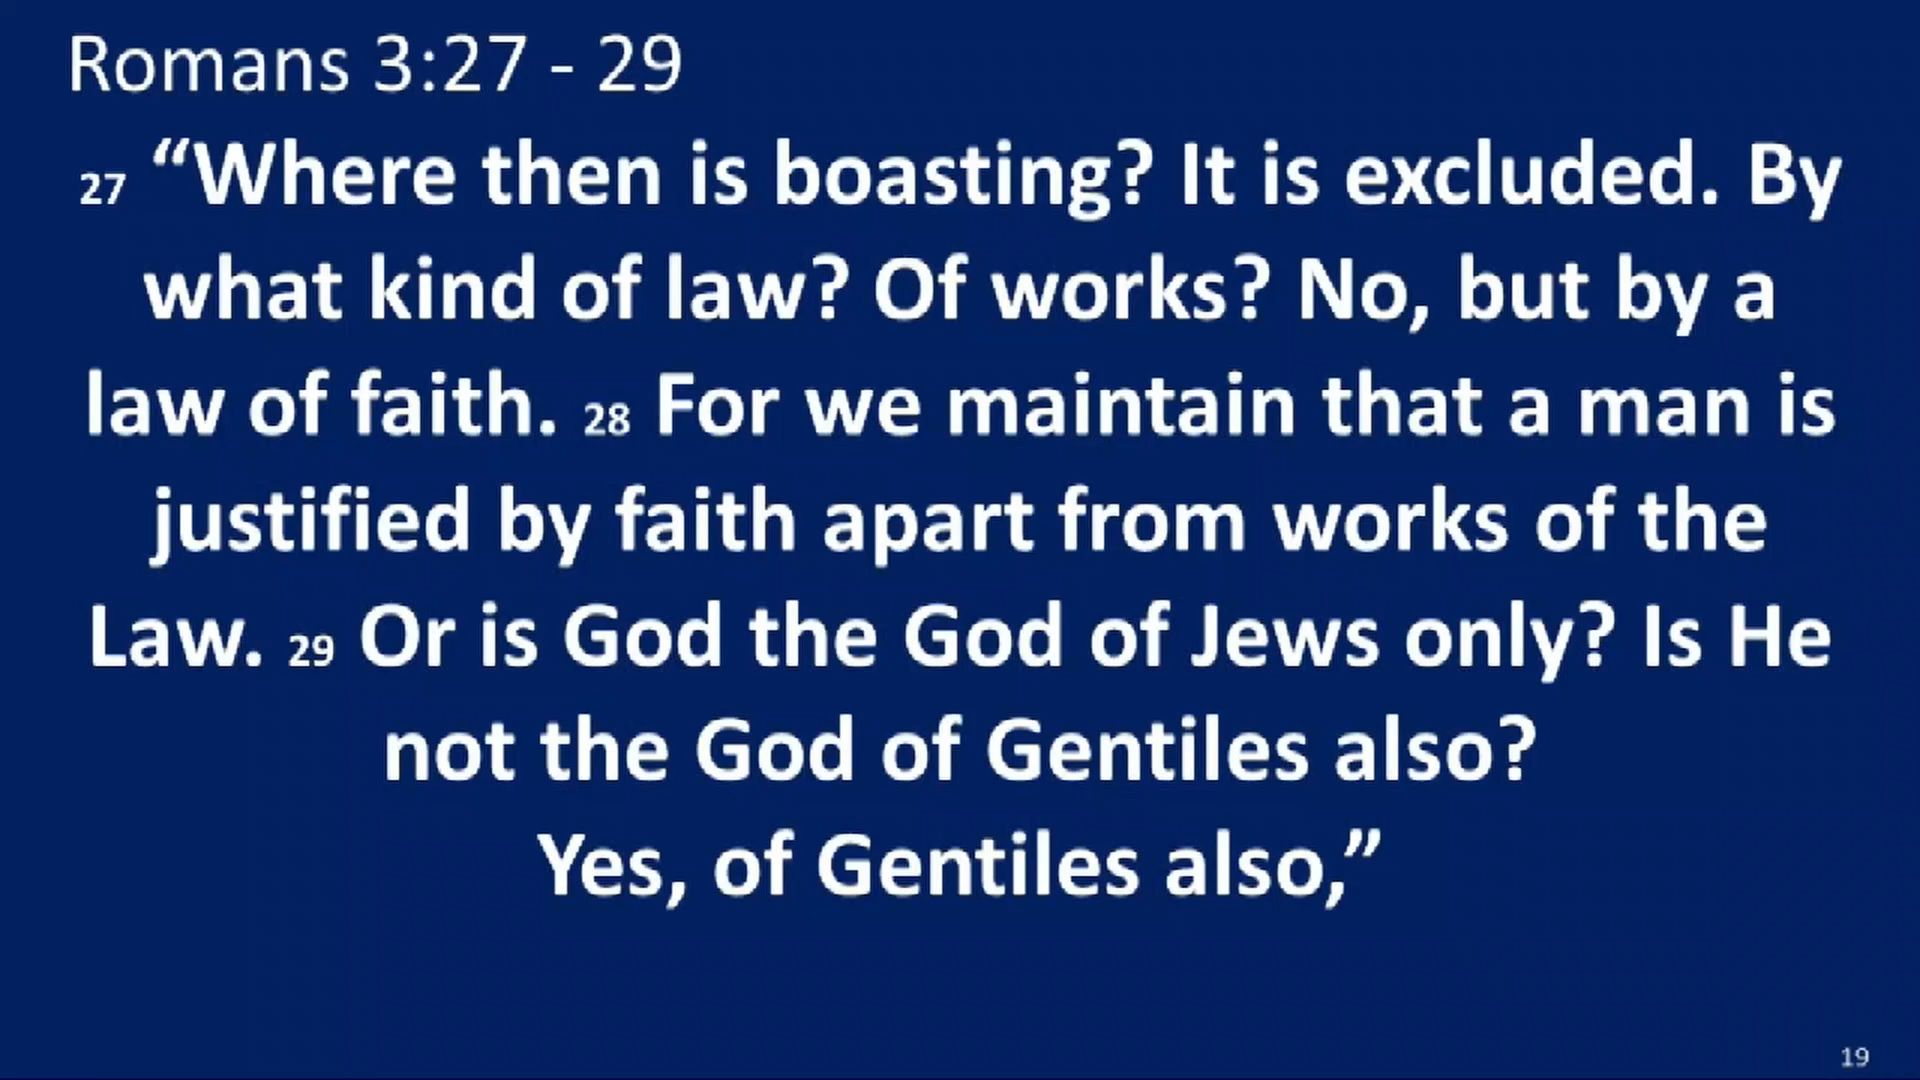 Romans 3:27 - 29
27 “Where then is boasting? It is excluded. By
what kind of law? Of works? No, but by a
law of faith. 28 For we maintain that a man is
justified by faith apart from works of the
Law. 29 Or is God the God of Jews only? Is He
not the God of Gentiles also?
Yes, of Gentiles also,”
19